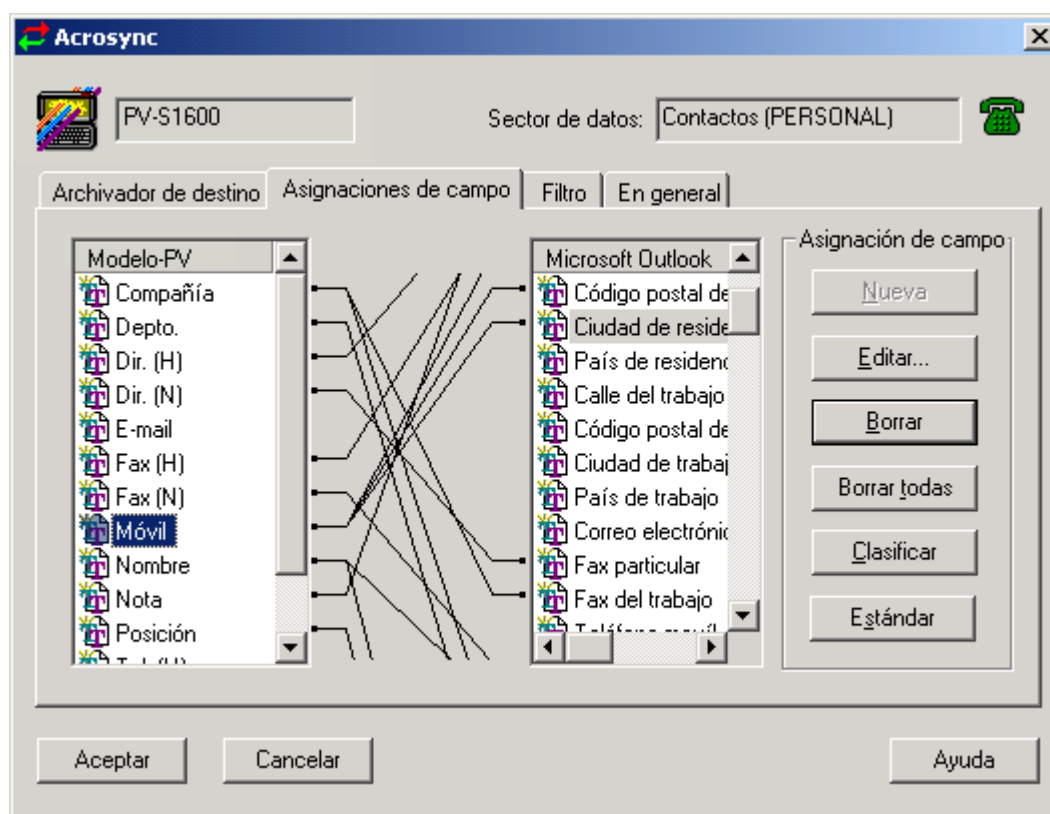 Acrosync
PV-S1600
Sector de datos:
Contactos (PERSONAL)
Archivador de destino
Asignaciones de campo
Filtro
En general
Modelo-PV
Compañía
Depto.
Dir. (H)
Dir. (N)
E-mail
Fax (H)
Fax (N)
Móvil
Nombre
Nota
Posición
Microsoft Outlook
Código postal de
Ciudad de reside
País de residenc
Calle del trabajo
Código postal de
Ciudad de trabaj
País de trabajo
Correo electrónic
Fax particular
Fax del trabajo
Teléfono móvil
Asignación de campo
Nueva
Editar...
Borrar
Borrar todas
Clasificar
Estándar
Aceptar
Cancelar
Ayuda